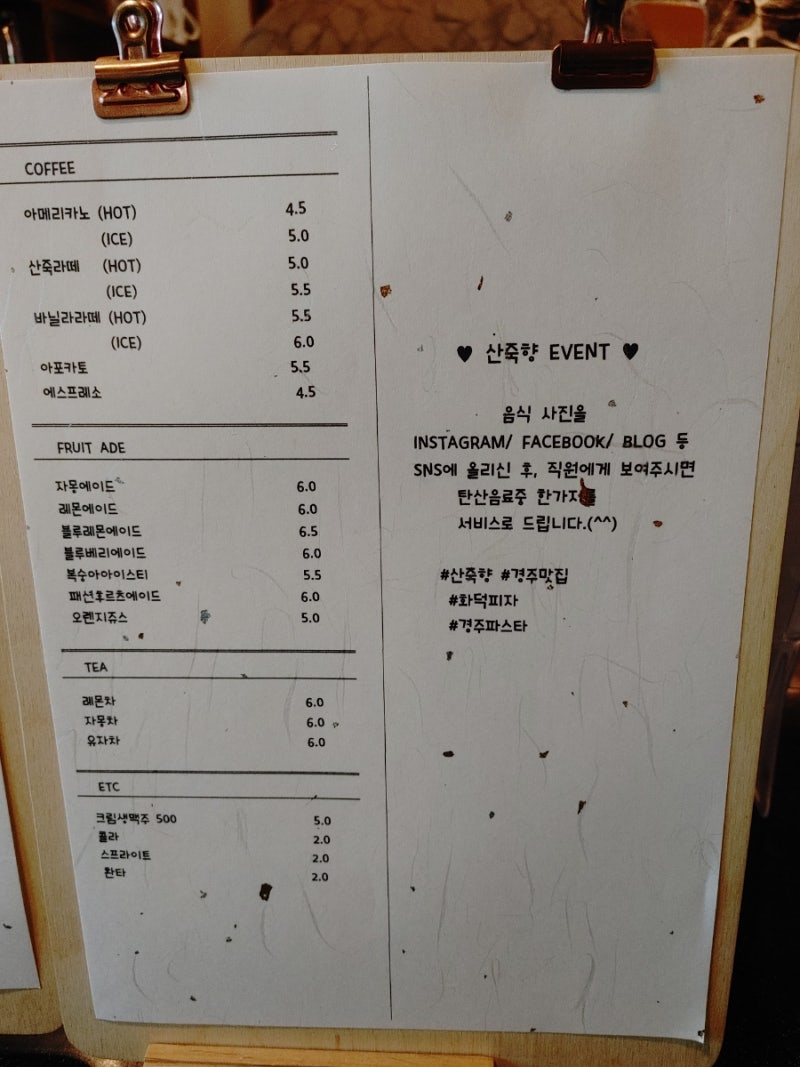 COFFEE
아메리카노 (HOT) 4.5
(ICE) 5.0
산죽라떼 (HOT) 5.0
(ICE) 5.5
바닐라라떼 (HOT) 5.5
(ICE) 6.0
아포카토 5.5
에스프레소 4.5
FRUIT ADE
자몽에이드 6.0
레몬에이드 6.0
블루레몬에이드 6.5
블루베리에이드 6.0
복수아아이스티 5.5
패션후르츠에이드 6.0
오렌지쥬스 5.0
TEA
레몬차 6.0
자몽차 6.0
유자차 6.0
ETC
크림생맥주 500 5.0
콜라 2.0
스프라이트 2.0
환타 2.0
♥ 산죽향 EVENT ♥
음식 사진을
INSTAGRAM/ FACEBOOK/ BLOG 등
SNS에 올리신 후, 직원에게 보여주시면
탄산음료중 한가지를
서비스로 드립니다.(^^)
#산죽향 #경주맛집
#화덕피자
#경주파스타